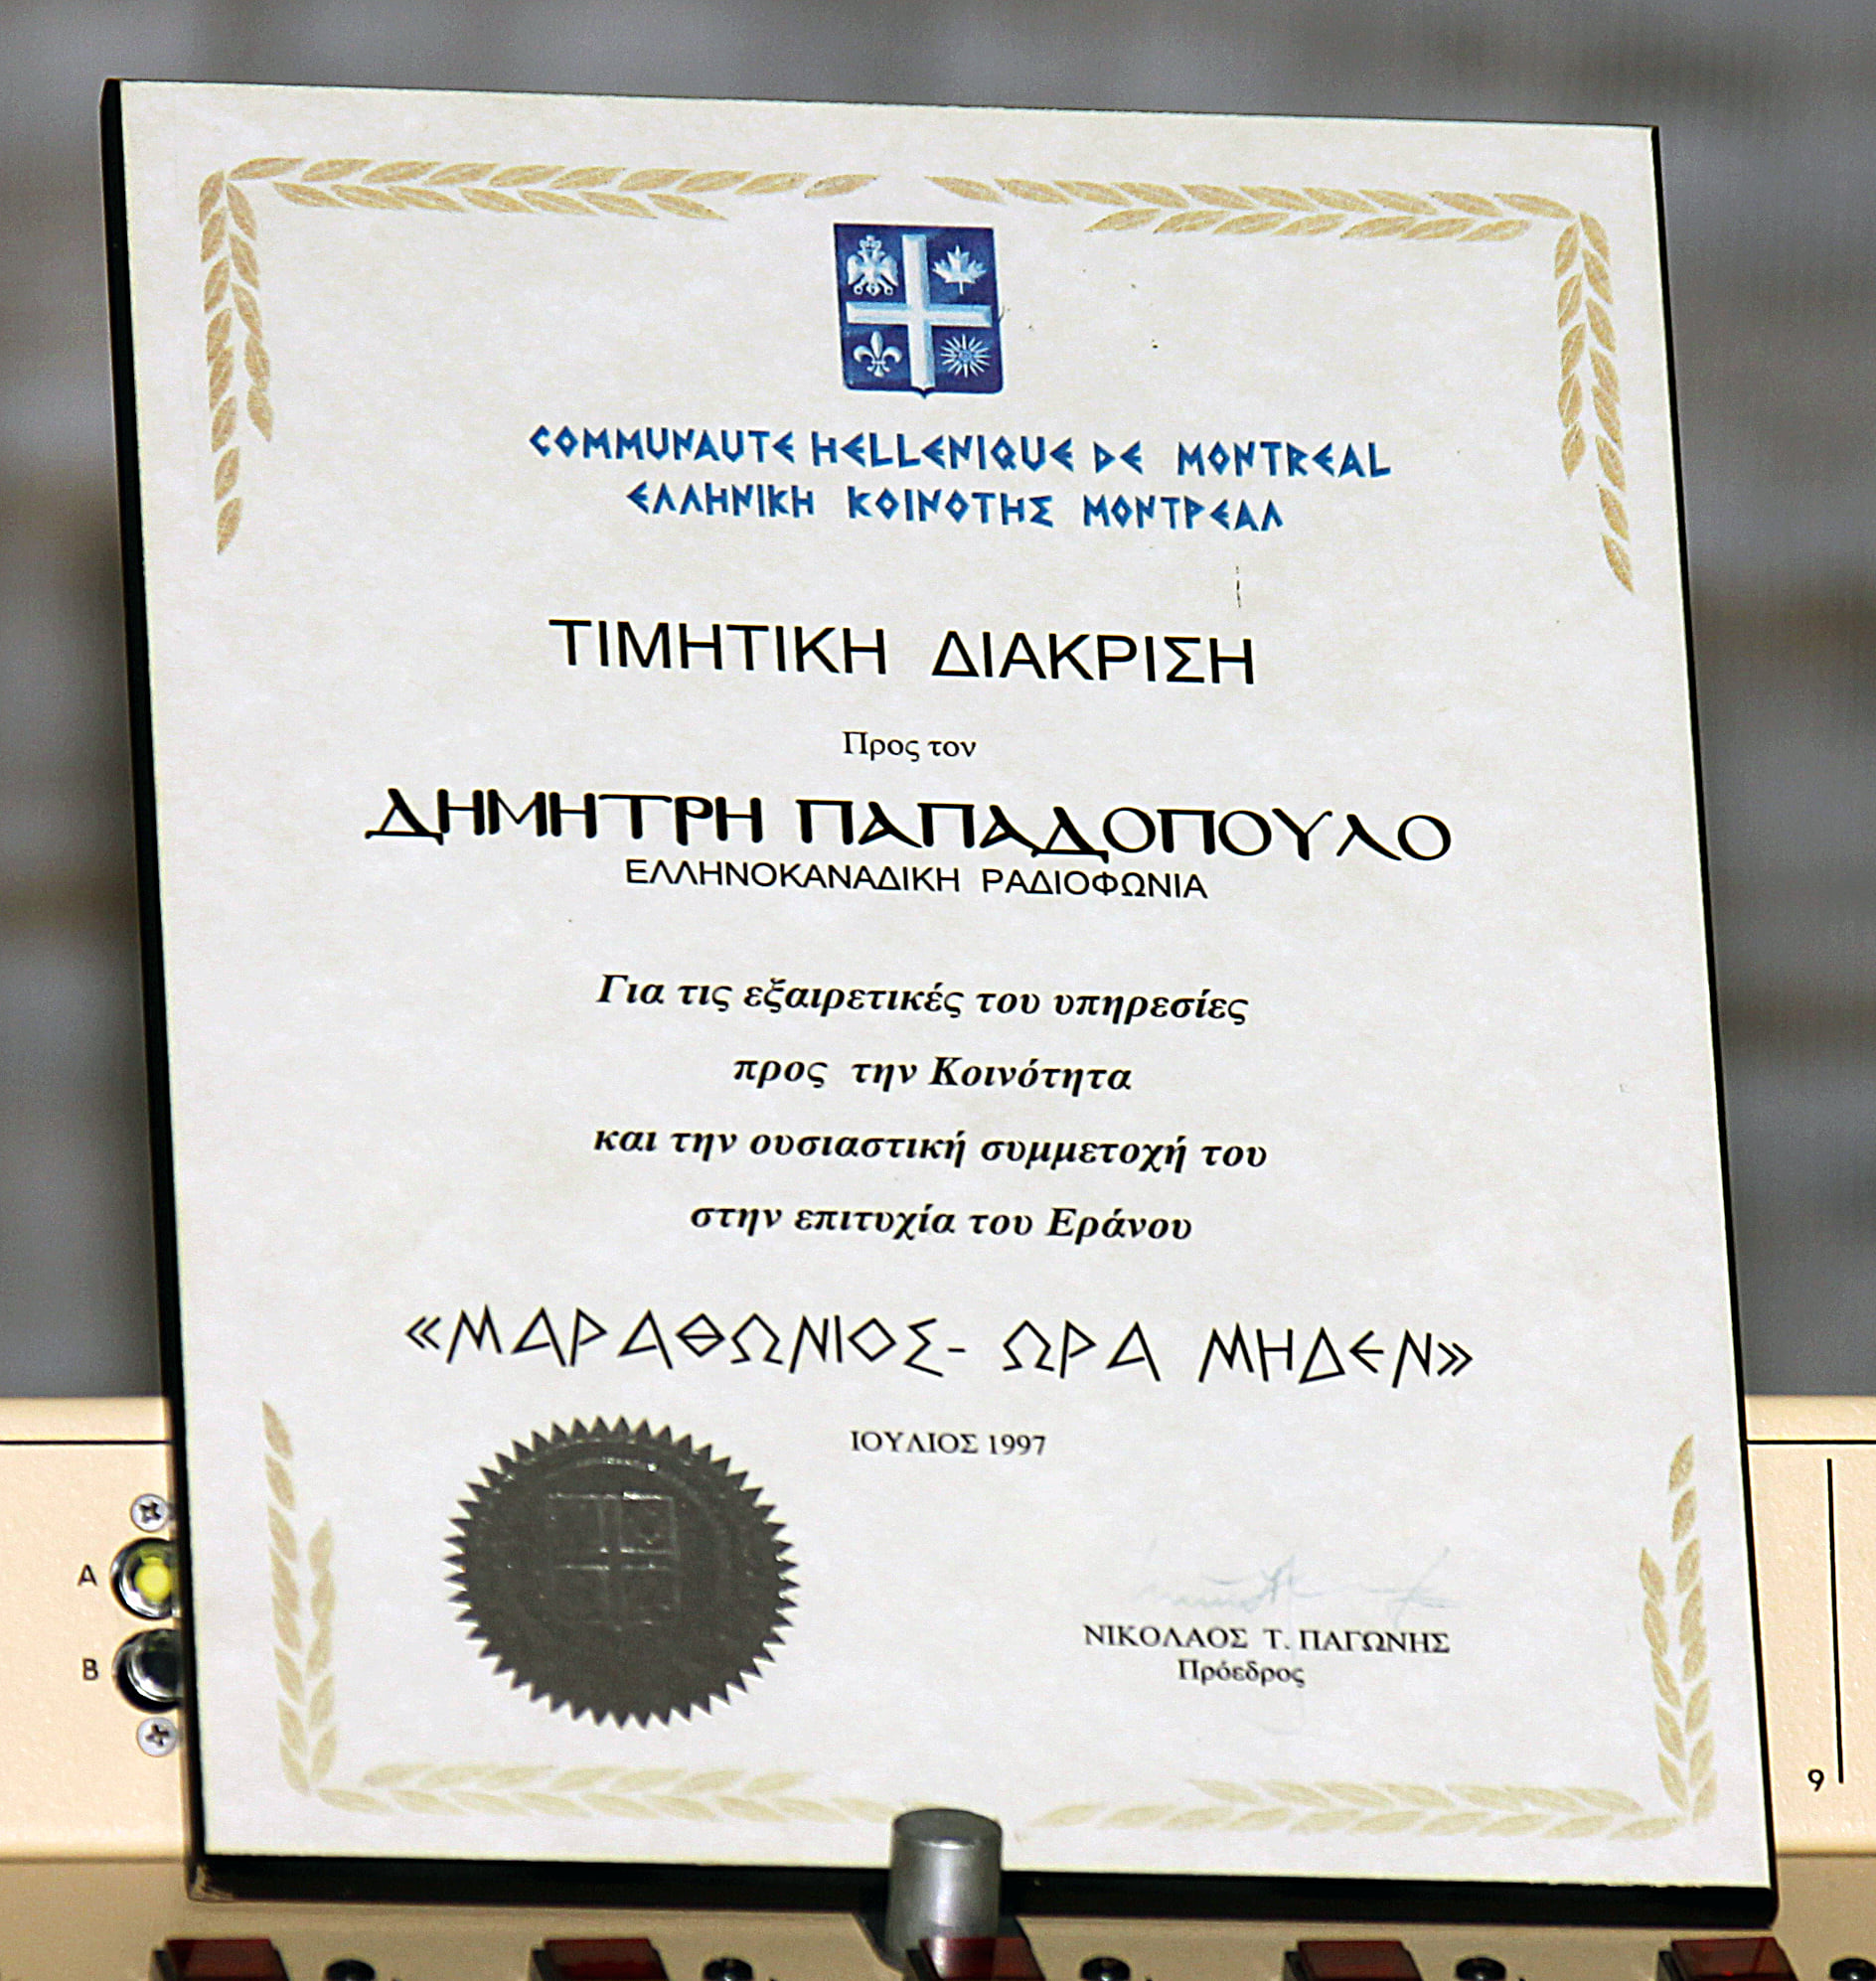 COMMUNAUTE HELLENIQUE DE MONTREAL
ΕΛΛΗΝΙΚΗ ΚΟΙΝΟΤΗΣ ΜΟΝΤΡΕΑΛ
ΤΙΜΗΤΙΚΗ ΔΙΑΚΡΙΣΗ
Προς τον
ΔΗΜΗΤΡΗ ΠΑΠΑΔΟΠΟΥΛΟ
ΕΛΛΗΝΟΚΑΝΑΔΙΚΗ ΡΑΔΙΟΦΩΝΙΑ
Για τις εξαιρετικές του υπηρεσίες
προς την Κοινότητα
και την ουσιαστική συμμετοχή του
στην επιτυχία του Εράνου
«ΜΑΡΑΘΩΝΙΟΣ- ΩΡΑ ΜΗΔΕΝ»
ΙΟΥΛΙΟΣ 1997
ΝΙΚΟΛΑΟΣ Τ. ΠΑΓΩΝΗΣ
Πρόεδρος
A
B
9